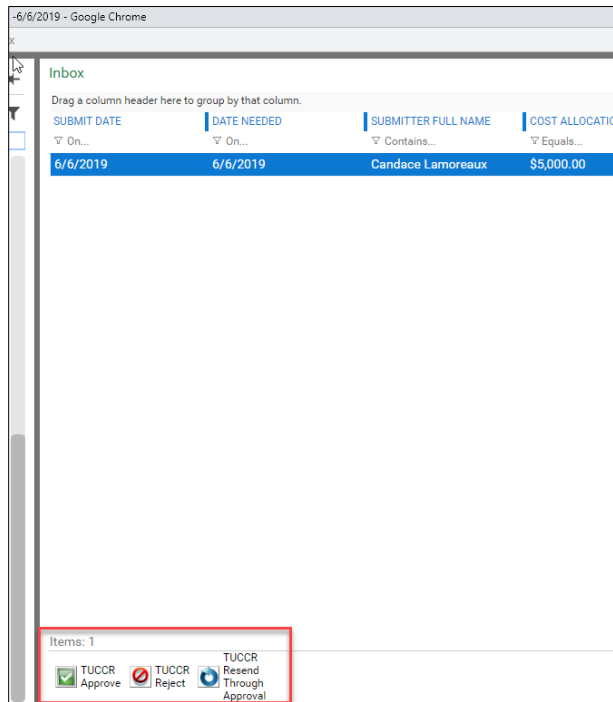 -6/6/2019 - Google Chrome
x
Inbox
Drag a column header here to group by that column.
SUBMIT DATE DATE NEEDED SUBMITTER FULL NAME COST ALLOCATIO
On... On... Contains... Equals...
6/6/2019 6/6/2019 Candace Lamoreaux $5,000.00
Items: 1
TUCCR
Approve
TUCCR
Reject
TUCCR
Resend
Through
Approval